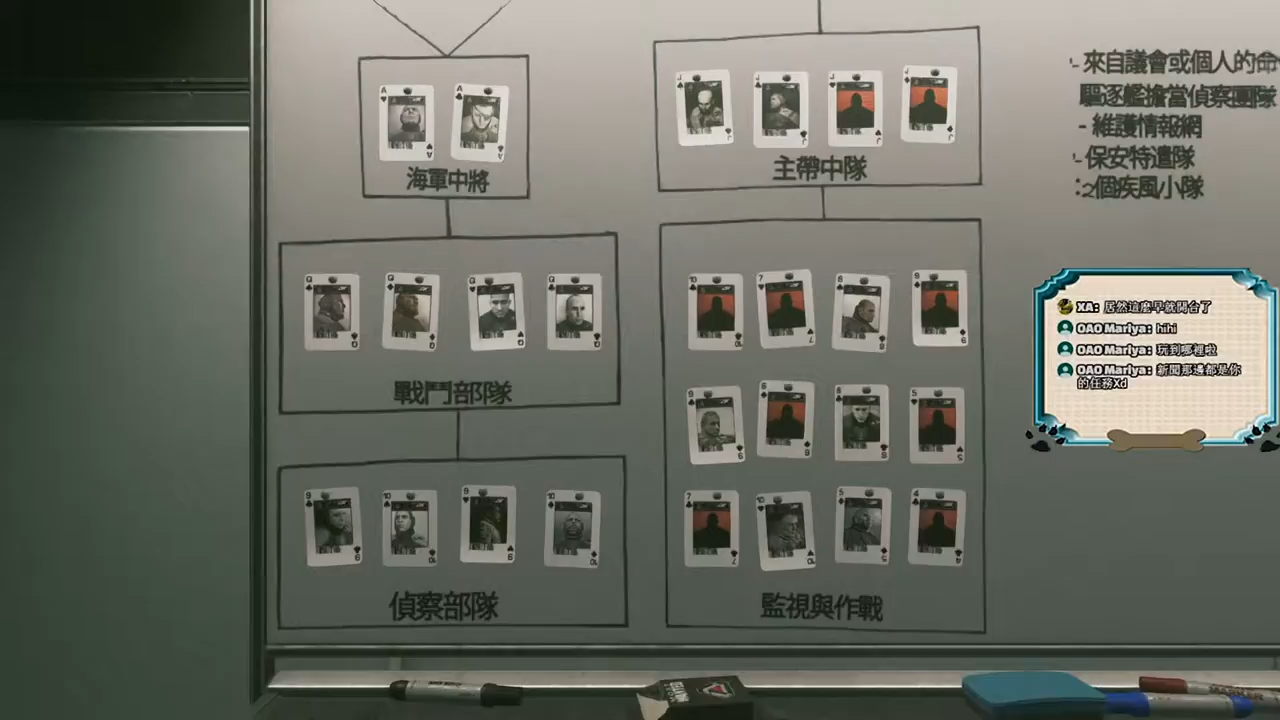 海軍中將
主帶中隊
戰鬥部隊
偵察部隊
監視與作戰
- 來自議會或個人的命
驅逐艦擔當偵察團隊
- 維護情報網
- 保安特遣隊
:2個疾風小隊
XA: 居然這麼早就開台了
OAO Mariya: hihi
OAO Mariya: 玩到哪裡啦
OAO Mariya: 新聞那邊都是你
的任務Xd